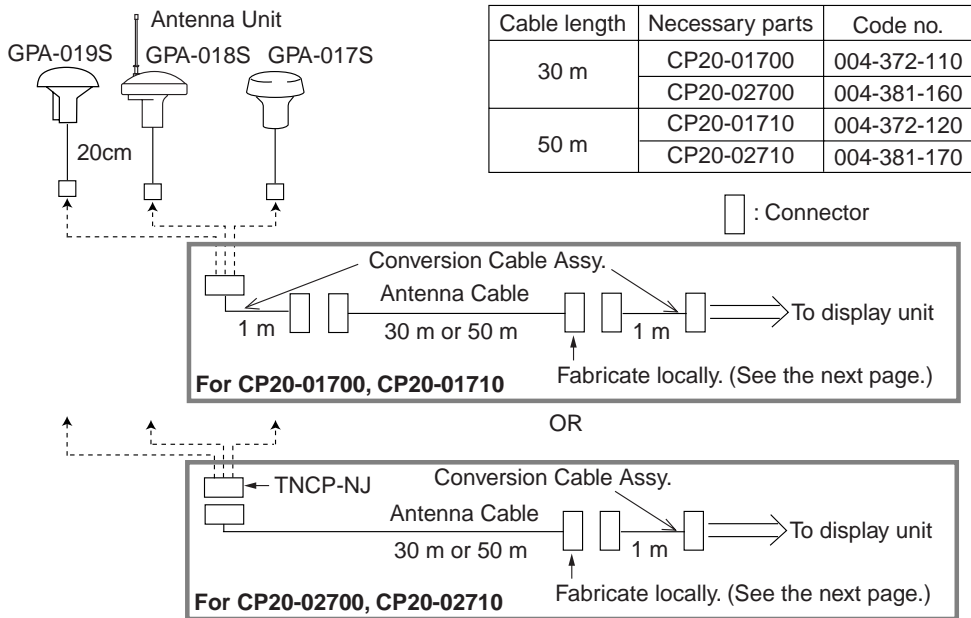 Antenna Unit
GPA-019S
GPA-018S
GPA-017S
20cm
Cable length Necessary parts Code no.
30 m CP20-01700 004-372-110
CP20-02700 004-381-160
50 m CP20-01710 004-372-120
CP20-02710 004-381-170
: Connector
Conversion Cable Assy.
Antenna Cable
1 m
30 m or 50 m
1 m
To display unit
Fabricate locally. (See the next page.)
For CP20-01700, CP20-01710
OR
TNCP-NJ
Conversion Cable Assy.
Antenna Cable
30 m or 50 m
1 m
To display unit
Fabricate locally. (See the next page.)
For CP20-02700, CP20-02710